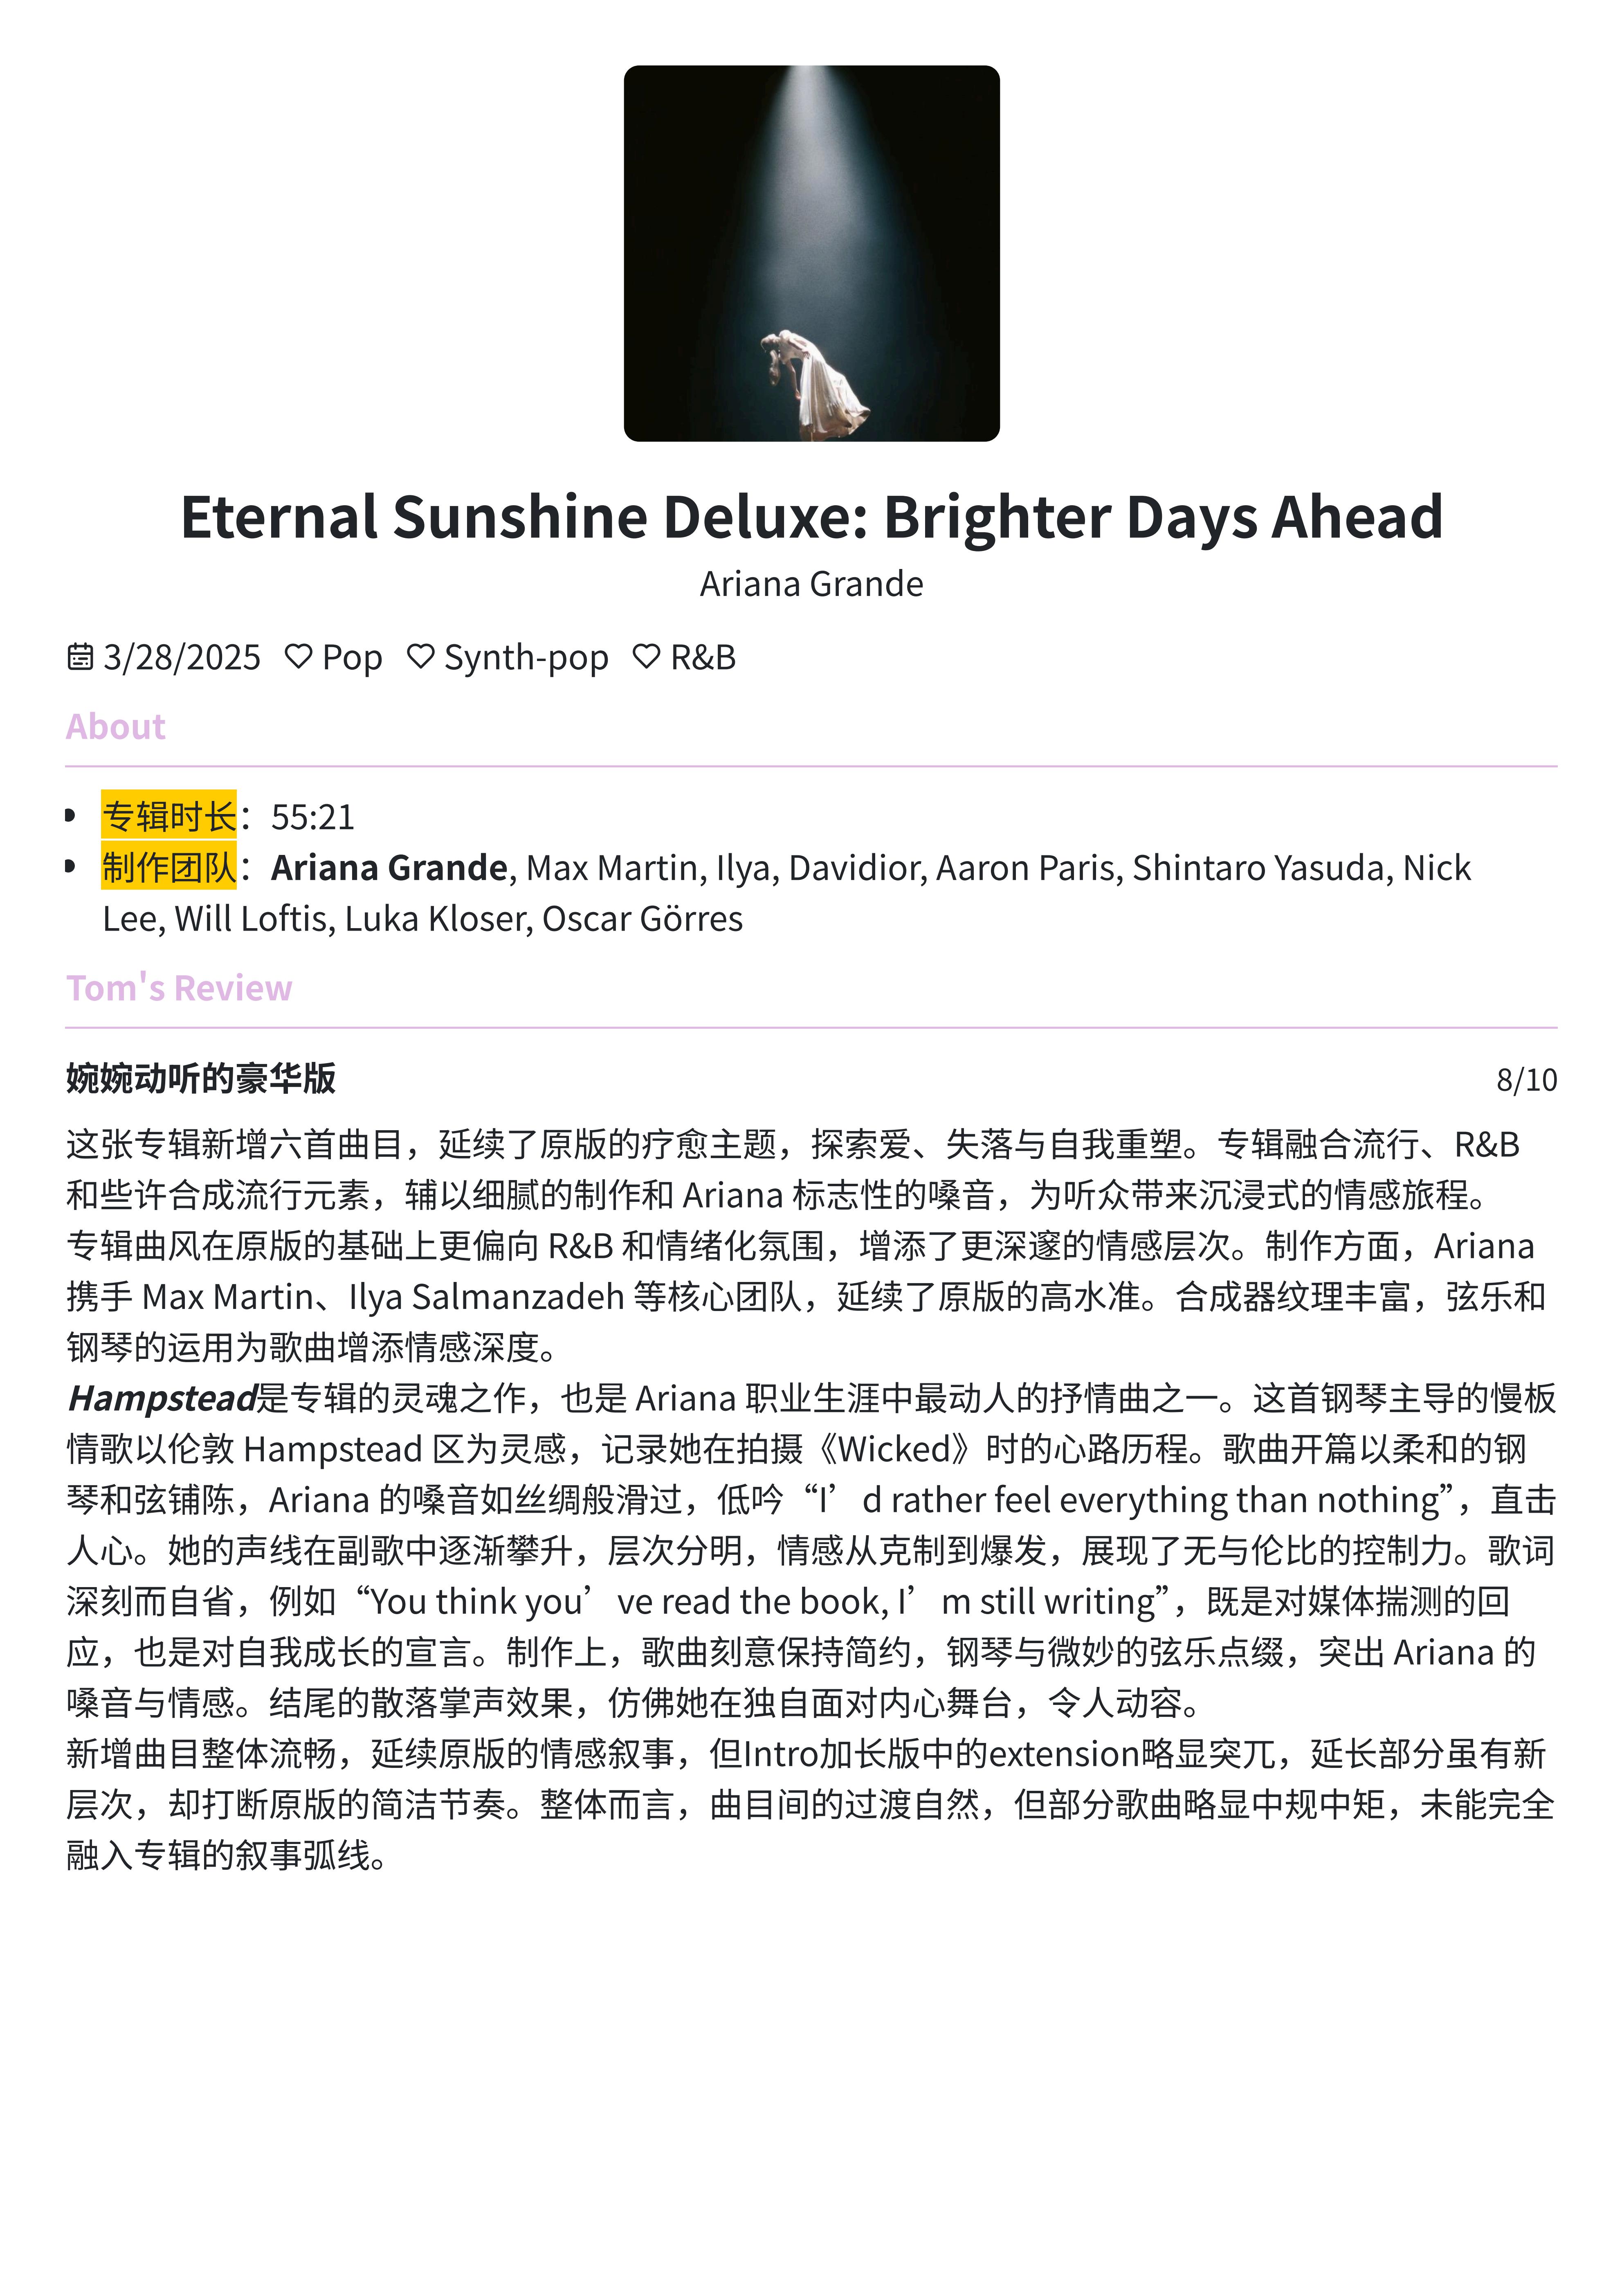 Eternal Sunshine Deluxe: Brighter Days Ahead
Ariana Grande
3/28/2025 Pop Synth-pop R&B
About
专辑时长：55:21
制作团队：Ariana Grande, Max Martin, Ilya, Davidior, Aaron Paris, Shintaro Yasuda, Nick
Lee, Will Loftis, Luka Kloser, Oscar Görres
Tom's Review
婉婉动听的豪华版 8/10
这张专辑新增六首曲目，延续了原版的疗愈主题，探索爱、失落与自我重塑。专辑融合流行、R&B
和些许合成流行元素，辅以细腻的制作和 Ariana 标志性的嗓音，为听众带来沉浸式的情感旅程。
专辑曲风在原版的基础上更偏向 R&B 和情绪化氛围，增添了更深邃的情感层次。制作方面，Ariana
携手 Max Martin、Ilya Salmanzadeh 等核心团队，延续了原版的高水准。合成器纹理丰富，弦乐和
钢琴的运用为歌曲增添情感深度。
Hampstead是专辑的灵魂之作，也是 Ariana 职业生涯中最动人的抒情曲之一。这首钢琴主导的慢板
情歌以伦敦 Hampstead 区为灵感，记录她在拍摄《Wicked》时的心路历程。歌曲开篇以柔和的钢
琴和弦铺陈，Ariana 的嗓音如丝绸般滑过，低吟“I’d rather feel everything than nothing”，直击
人心。她的声线在副歌中逐渐攀升，层次分明，情感从克制到爆发，展现了无与伦比的控制力。歌词
深刻而自省，例如“You think you’ve read the book, I’m still writing”，既是对媒体揣测的回
应，也是对自我成长的宣言。制作上，歌曲刻意保持简约，钢琴与微妙的弦乐点缀，突出 Ariana 的
嗓音与情感。结尾的散落掌声效果，仿佛她在独自面对内心舞台，令人动容。
新增曲目整体流畅，延续原版的情感叙事，但Intro加长版中的extension略显突兀，延长部分虽有新
层次，却打断原版的简洁节奏。整体而言，曲目间的过渡自然，但部分歌曲略显中规中矩，未能完全
融入专辑的叙事弧线。